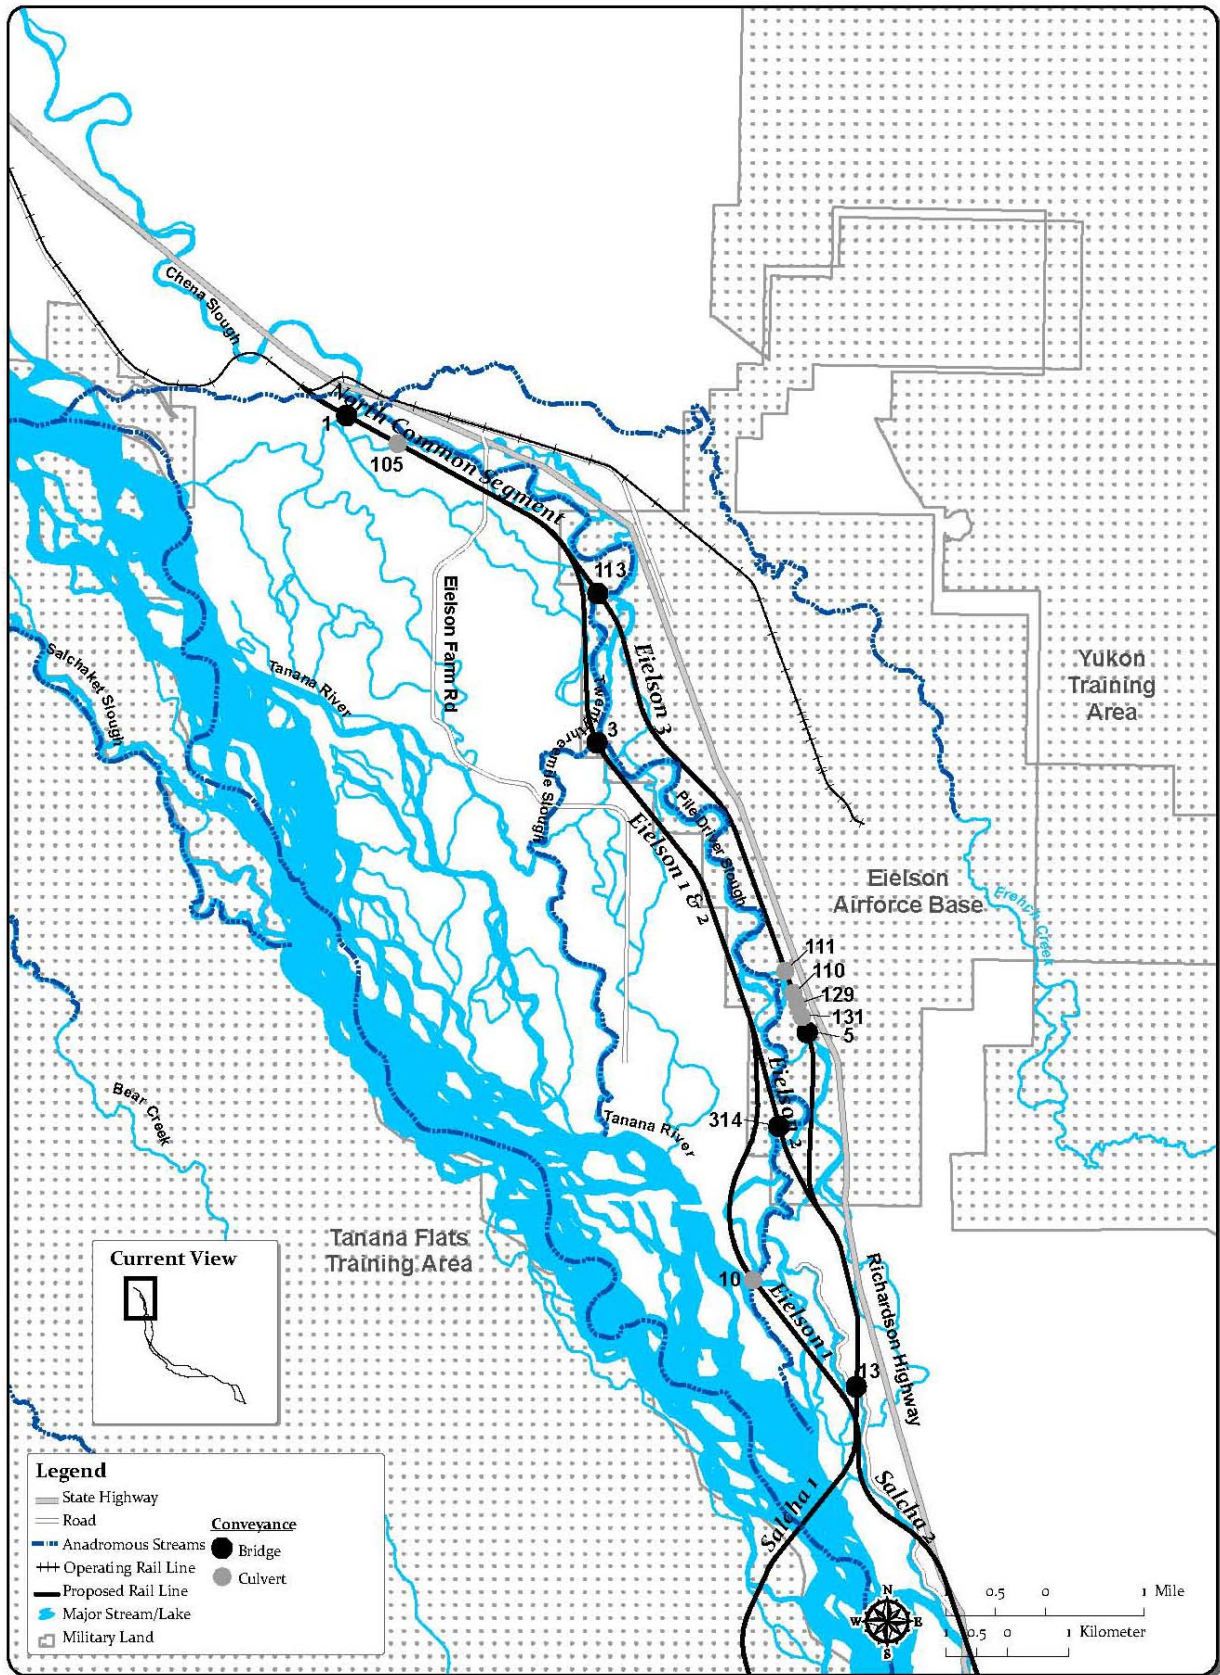 Chena Slough
North Common Segment
1
105
113
Eielson Farm Rd
Eielson 3
Yukon
Training
Area
Salchaket Slough
Tanana River
Twentythreemile Slough
3
Pile Driver Slough
Eielson 1 & 2
Eielson
Airforce Base
French Creek
111
110
129
131
5
Eielson 2
314
Tanana River
Bear Creek
Tanana Flats
Training Area
10
Eielson 1
Richardson Highway
13
Salcha 1
Salcha 2
Current View
Legend
State Highway
Road
Anadromous Streams
Operating Rail Line
Proposed Rail Line
Major Stream/Lake
Military Land
Conveyance
Bridge
Culvert
N
W E
S
1 0.5 0 1 Mile
1 0.5 0 1 Kilometer